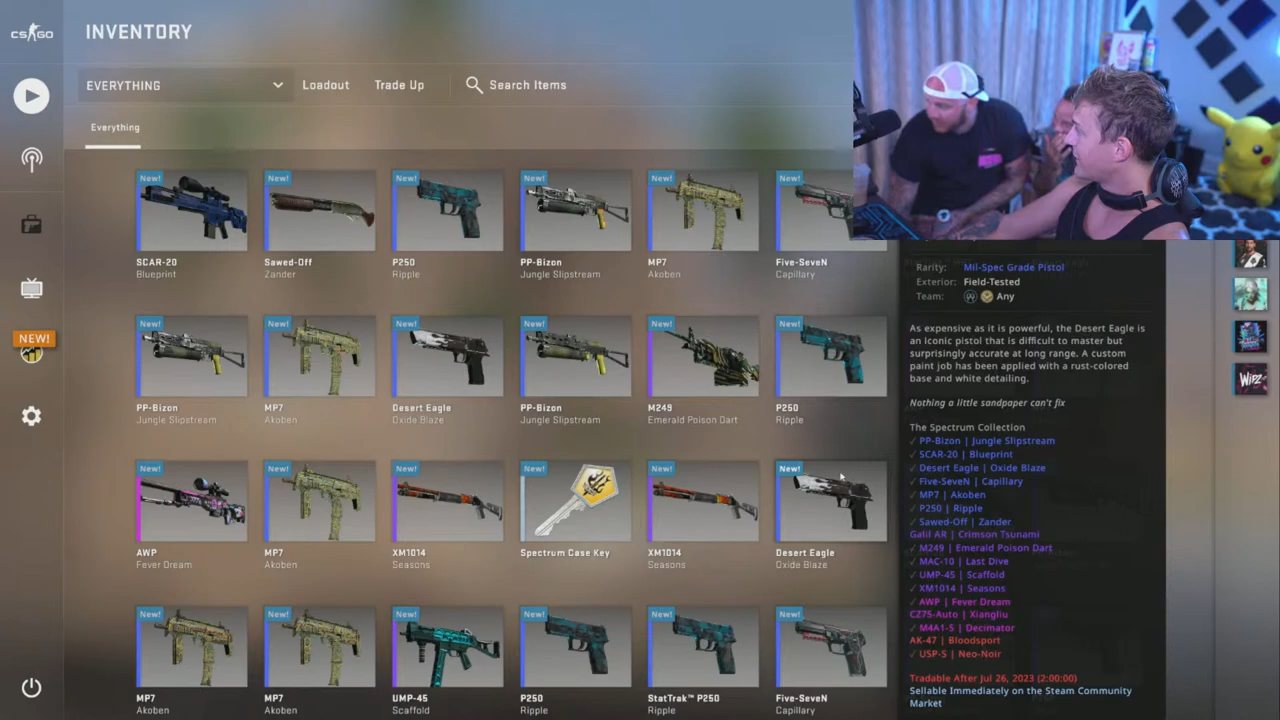 CS GO
INVENTORY
EVERYTHING
Loadout
Trade Up
Search Items
Everything
NEW!
New!
SCAR-20
Blueprint
New!
Sawed-Off
Zander
New!
P250
Ripple
New!
PP-Bizon
Jungle Slipstream
New!
MP7
Akoben
New!
Five-SeveN
Capillary
New!
PP-Bizon
Jungle Slipstream
New!
MP7
Akoben
New!
Desert Eagle
Oxide Blaze
New!
PP-Bizon
Jungle Slipstream
New!
M249
Emerald Poison Dart
New!
P250
Ripple
New!
AWP
Fever Dream
New!
MP7
Akoben
New!
XM1014
Seasons
New!
Spectrum Case Key
New!
XM1014
Seasons
New!
Desert Eagle
Oxide Blaze
New!
MP7
Akoben
New!
MP7
Akoben
New!
UMP-45
Scaffold
New!
P250
Ripple
New!
StatTrak™ P250
Ripple
New!
Five-SeveN
Capillary
Rarity: Mil-Spec Grade Pistol
Exterior: Field-Tested
Team: Any
As expensive as it is powerful, the Desert Eagle is
an iconic pistol that is difficult to master but
surprisingly accurate at long range. A custom
paint job has been applied with a rust-colored
base and white detailing.
Nothing a little sandpaper can't fix
The Spectrum Collection
✓ PP-Bizon | Jungle Slipstream
✓ SCAR-20 | Blueprint
✓ Desert Eagle | Oxide Blaze
✓ Five-SeveN | Capillary
✓ MP7 | Akoben
✓ P250 | Ripple
✓ Sawed-Off | Zander
Galil AR | Crimson Tsunami
✓ M249 | Emerald Poison Dart
✓ MAC-10 | Last Dive
✓ UMP-45 | Scaffold
✓ XM1014 | Seasons
✓ AWP | Fever Dream
CZ75-Auto | Xiangliu
✓ M4A1-S | Decimator
AK-47 | Bloodsport
✓ USP-S | Neo-Noir
Tradable After Jul 26, 2023 (2:00:00)
Sellable Immediately on the Steam Community
Market
WIPZ